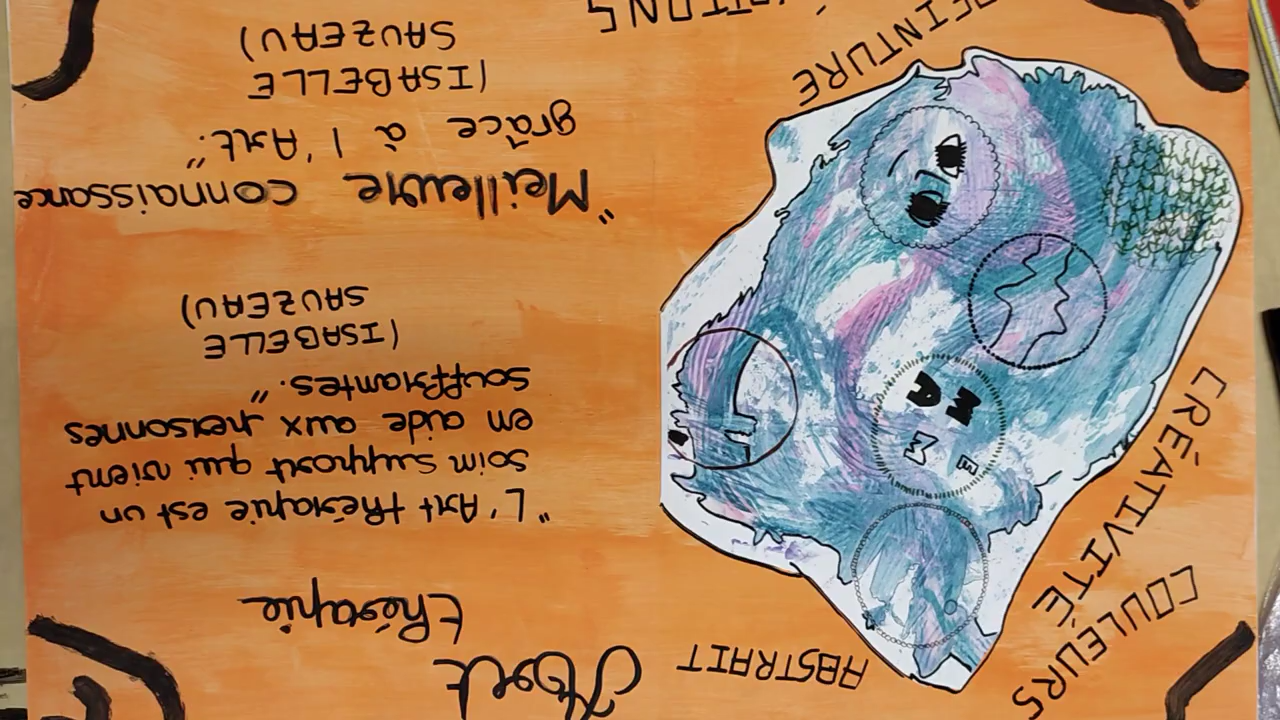 Art
thérapie
"L'Art thérapie est un
soin support qui vient
en aide aux personnes
souffrantes."
(ISABELLE
SAUZEAU)
"Meilleure connaissance
grâce à l'Art."
(ISABELLE
SAUZEAU)
ABSTRAIT
COULEURS
CRÉATIVITÉ
PEINTURE